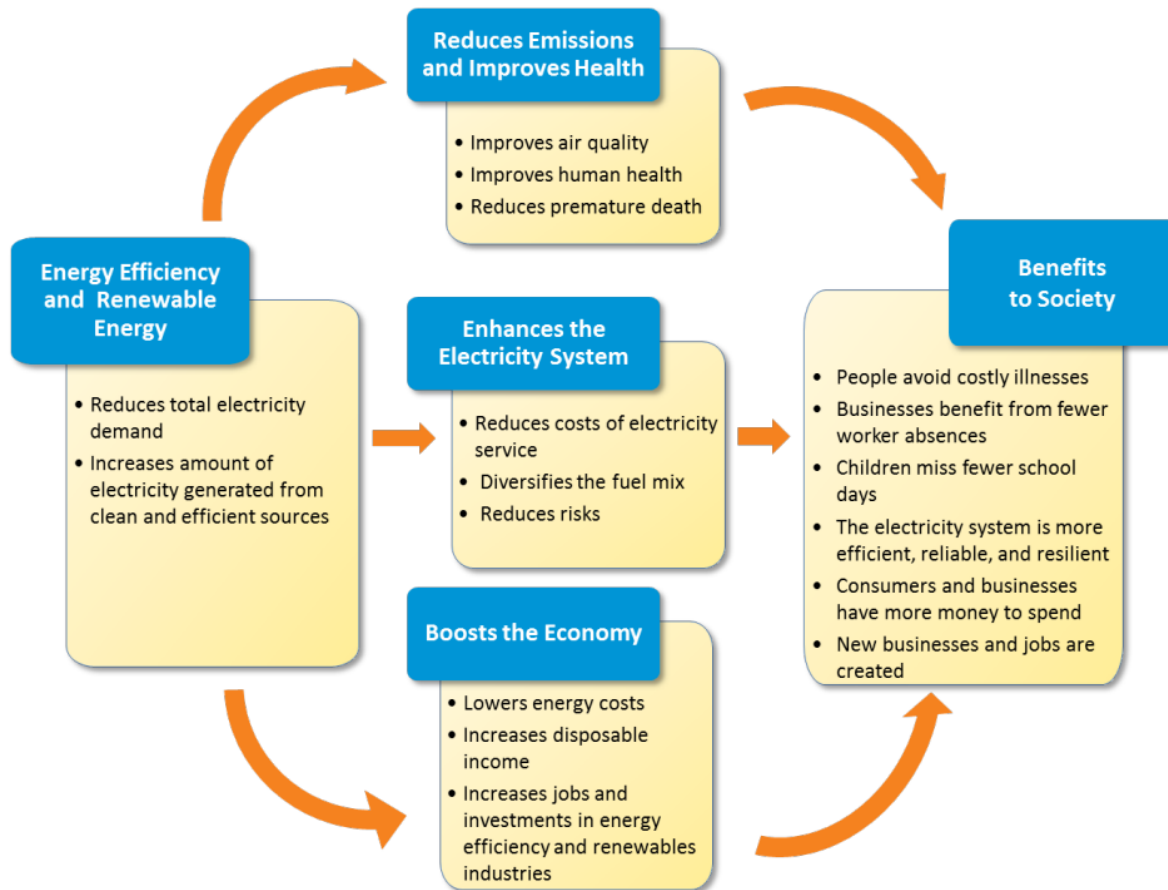 Reduces Emissions
and Improves Health
• Improves air quality
• Improves human health
• Reduces premature death
Energy Efficiency
and Renewable
Energy
• Reduces total electricity
demand
• Increases amount of
electricity generated from
clean and efficient sources
Enhances the
Electricity System
• Reduces costs of electricity
service
• Diversifies the fuel mix
• Reduces risks
Boosts the Economy
• Lowers energy costs
• Increases disposable
income
• Increases jobs and
investments in energy
efficiency and renewables
industries
Benefits
to Society
• People avoid costly illnesses
• Businesses benefit from fewer
worker absences
• Children miss fewer school
days
• The electricity system is more
efficient, reliable, and resilient
• Consumers and businesses
have more money to spend
• New businesses and jobs are
created